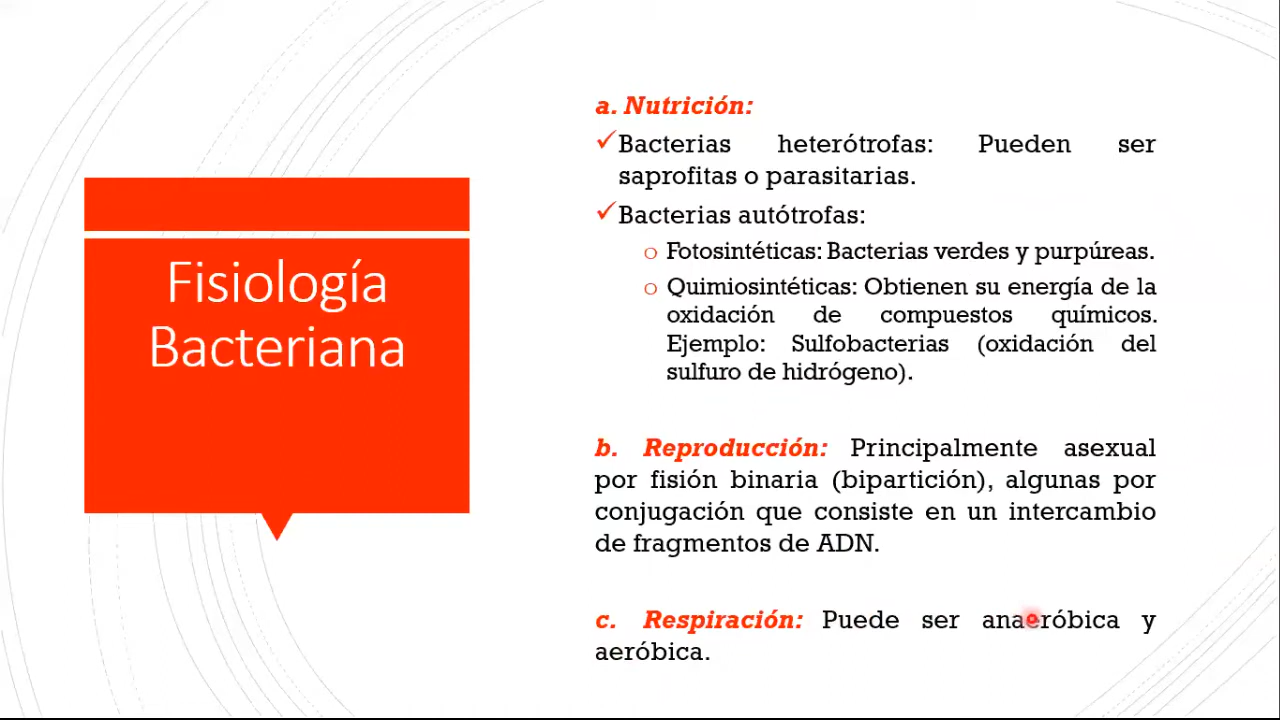 Fisiología
Bacteriana
a. Nutrición:
✓Bacterias heterótrofas: Pueden ser
saprofitas o parasitarias.
✓Bacterias autótrofas:
o Fotosintéticas: Bacterias verdes y purpúreas.
o Quimiosintéticas: Obtienen su energía de la
oxidación de compuestos químicos.
Ejemplo: Sulfobacterias (oxidación del
sulfuro de hidrógeno).
b. Reproducción: Principalmente asexual
por fisión binaria (bipartición), algunas por
conjugación que consiste en un intercambio
de fragmentos de ADN.
c. Respiración: Puede ser anaeróbica y
aeróbica.